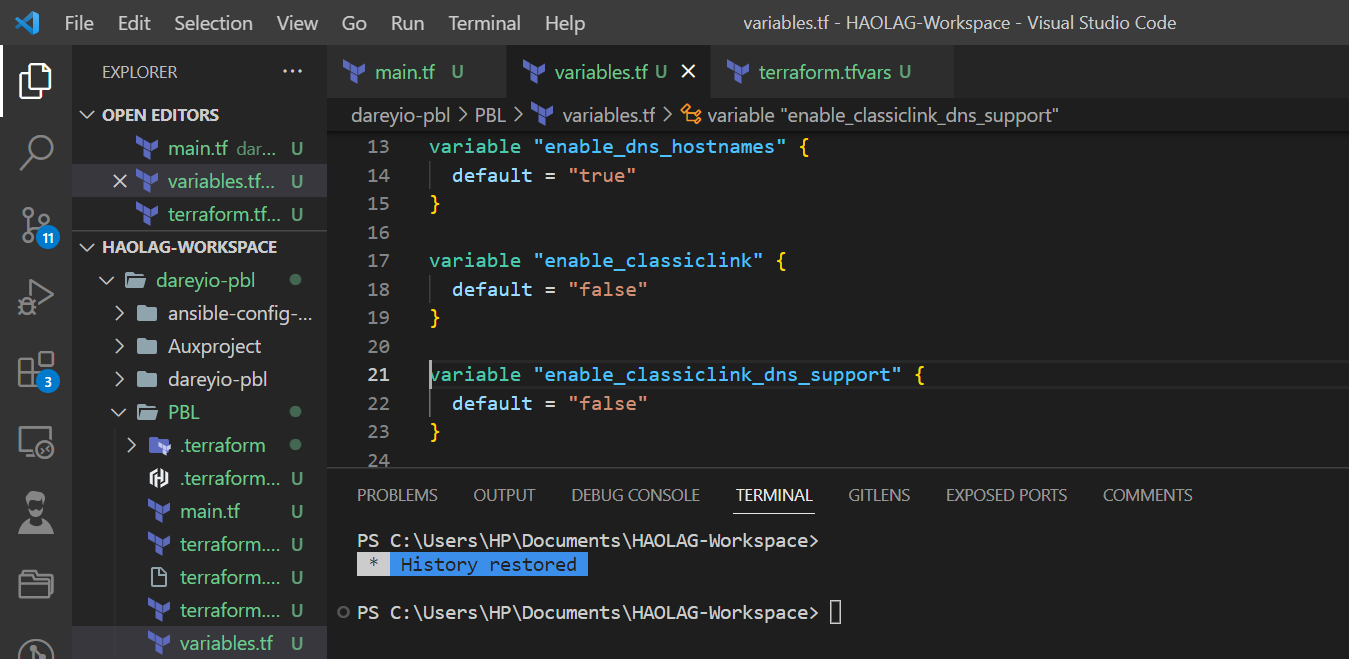 File Edit Selection View Go Run Terminal Help variables.tf - HAOLAG-Workspace - Visual Studio Code
EXPLORER ···
OPEN EDITORS
main.tf dar... U
variables.tf... U
terraform.tf... U
HAOLAG-WORKSPACE
dareyio-pbl
ansible-config-...
Auxproject
dareyio-pbl
PBL
.terraform
.terraform... U
main.tf U
terraform.... U
terraform.... U
terraform.... U
variables.tf U
11
3
main.tf U variables.tf U terraform.tfvars U
dareyio-pbl > PBL > variables.tf > variable "enable_classiclink_dns_support"
13 variable "enable_dns_hostnames" {
14 default = "true"
15 }
16
17 variable "enable_classiclink" {
18 default = "false"
19 }
20
21 variable "enable_classiclink_dns_support" {
22 default = "false"
23 }
24
PROBLEMS OUTPUT DEBUG CONSOLE TERMINAL GITLENS EXPOSED PORTS COMMENTS
PS C:\Users\HP\Documents\HAOLAG-Workspace>
* History restored
PS C:\Users\HP\Documents\HAOLAG-Workspace>